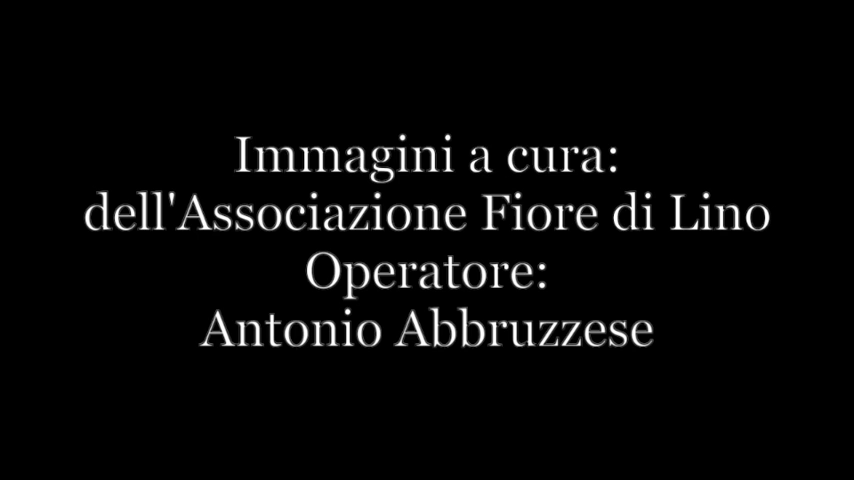 Immagini a cura:
dell'Associazione Fiore di Lino
Operatore:
Antonio Abbruzzese